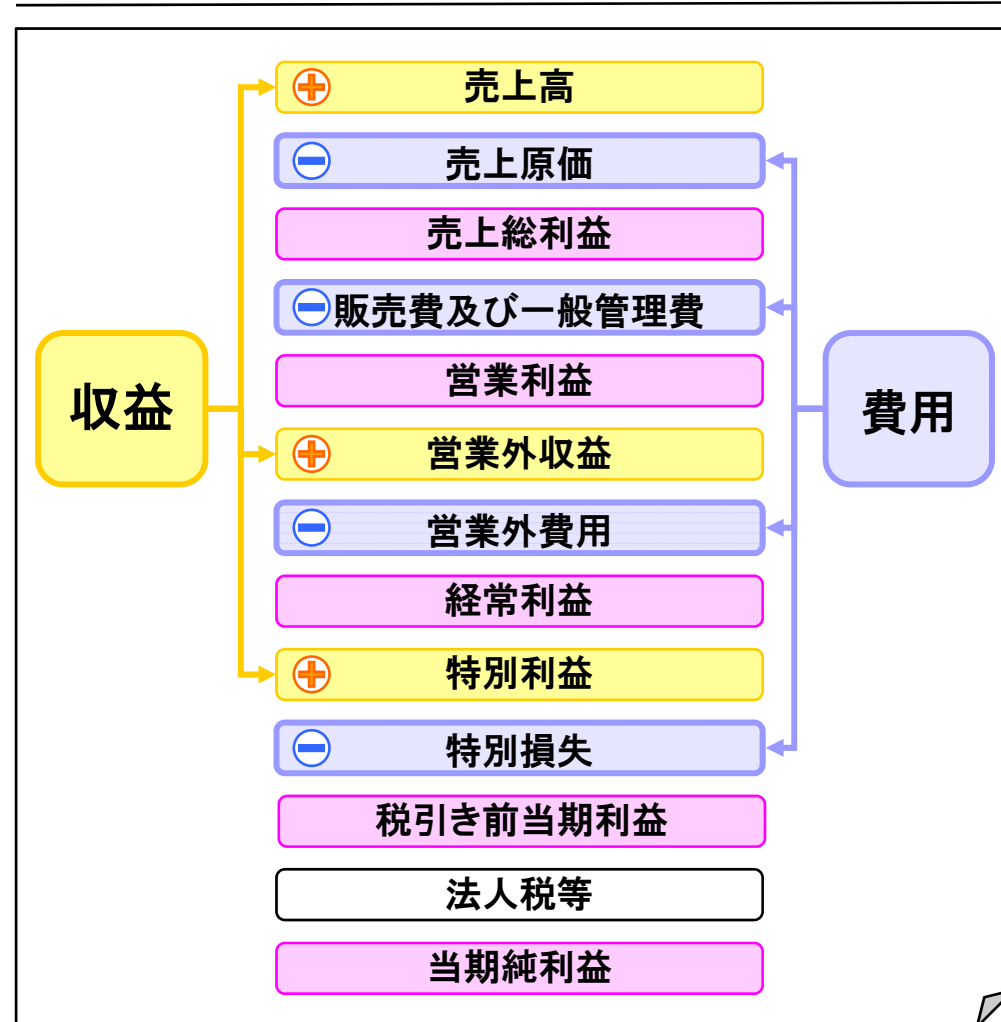 売上高
売上原価
売上総利益
販売費及び一般管理費
営業利益
収益
費用
営業外収益
営業外費用
経常利益
特別利益
特別損失
税引き前当期利益
法人税等
当期純利益